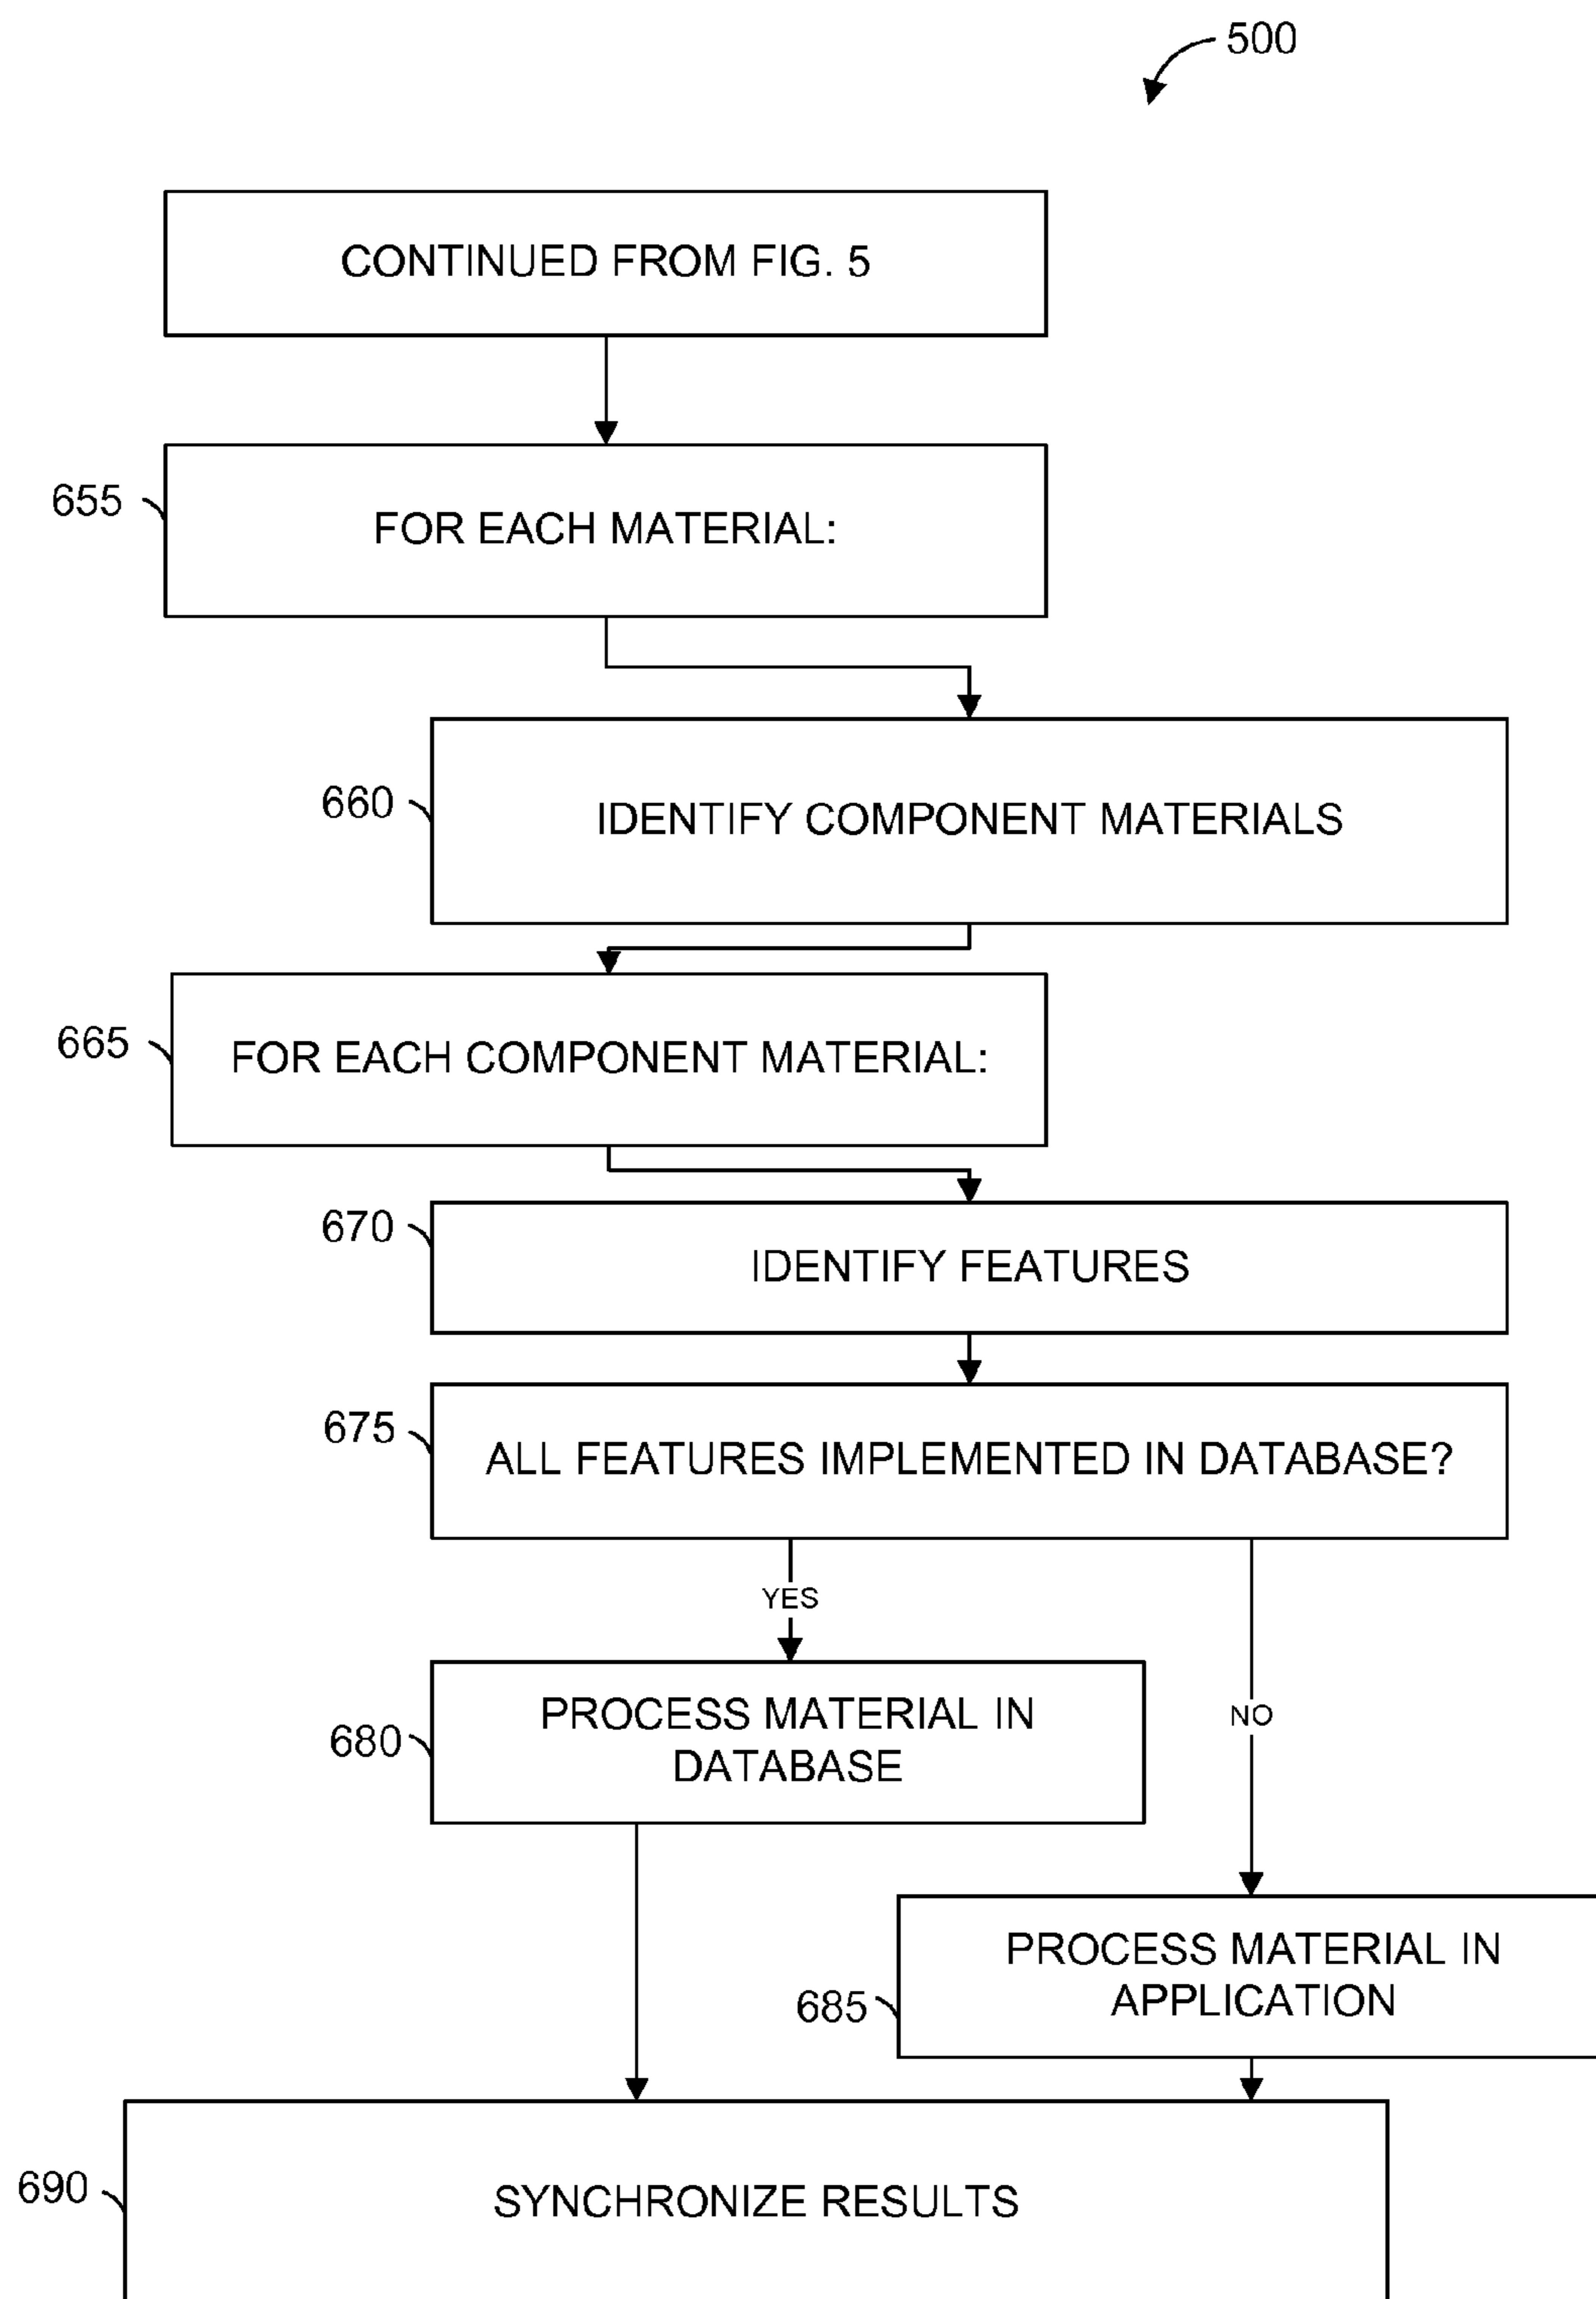 500
CONTINUED FROM FIG. 5
655
FOR EACH MATERIAL:
660
IDENTIFY COMPONENT MATERIALS
665
FOR EACH COMPONENT MATERIAL:
670
IDENTIFY FEATURES
675
ALL FEATURES IMPLEMENTED IN DATABASE?
YES
NO
680
PROCESS MATERIAL IN
DATABASE
685
PROCESS MATERIAL IN
APPLICATION
690
SYNCHRONIZE RESULTS